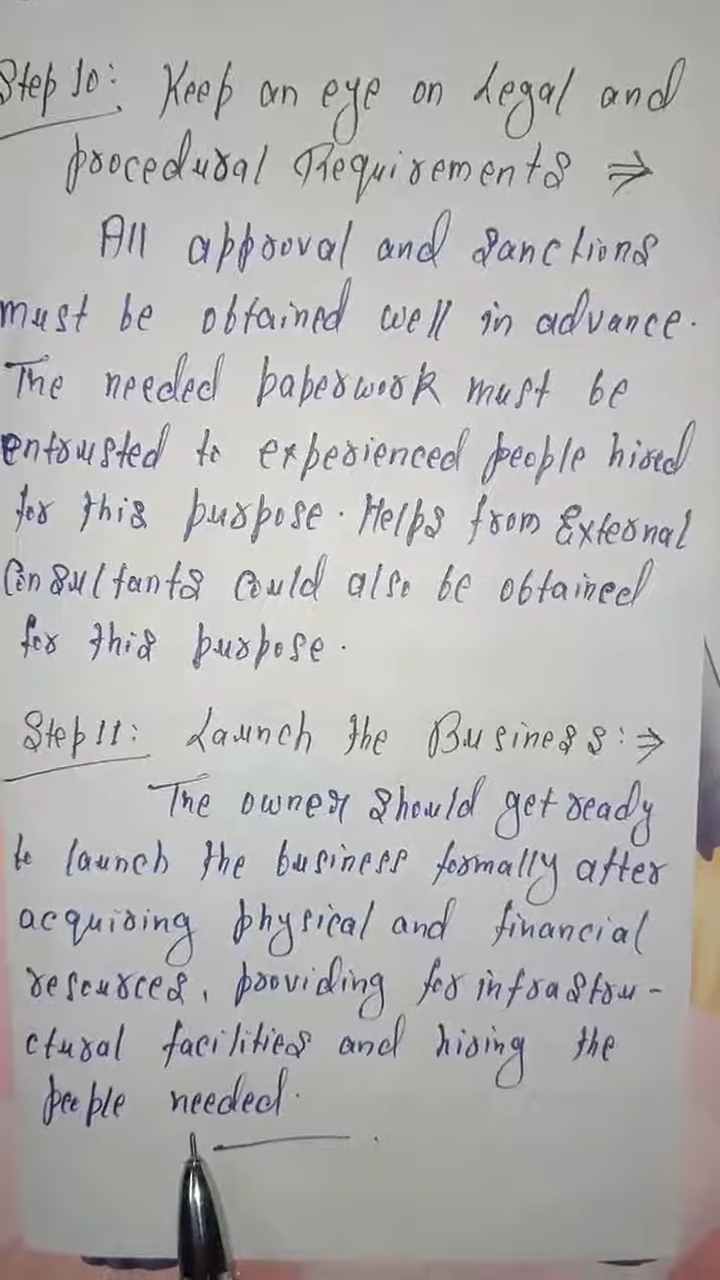 Step 10: Keep an eye on Legal and
procedural Requirements ⇒
All approval and sanctions
must be obtained well in advance.
The needed paperwork must be
entrusted to experienced people hired
for this purpose. Helps from External
Consultants could also be obtained
for this purpose.
Step 11: Launch the Business: ⇒
The owner should get ready
to launch the business formally after
acquiring physical and financial
resources, providing for infrastru-
ctural facilities and hiring the
people needed.